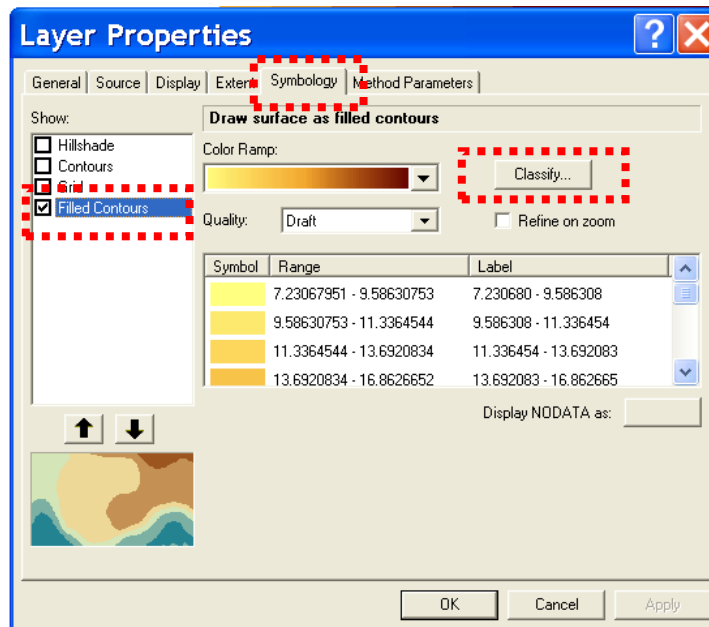 Layer Properties
General Source Display Extent Symbology Method Parameters
Show:
Hillshade
Contours
Grid
Filled Contours
Draw surface as filled contours
Color Ramp:
Classify...
Quality: Draft Refine on zoom
Symbol Range Label
7.23067951 - 9.58630753 7.230680 - 9.586308
9.58630753 - 11.3364544 9.586308 - 11.336454
11.3364544 - 13.6920834 11.336454 - 13.692083
13.6920834 - 16.8626652 13.692083 - 16.862665
Display NODATA as:
OK Cancel Apply